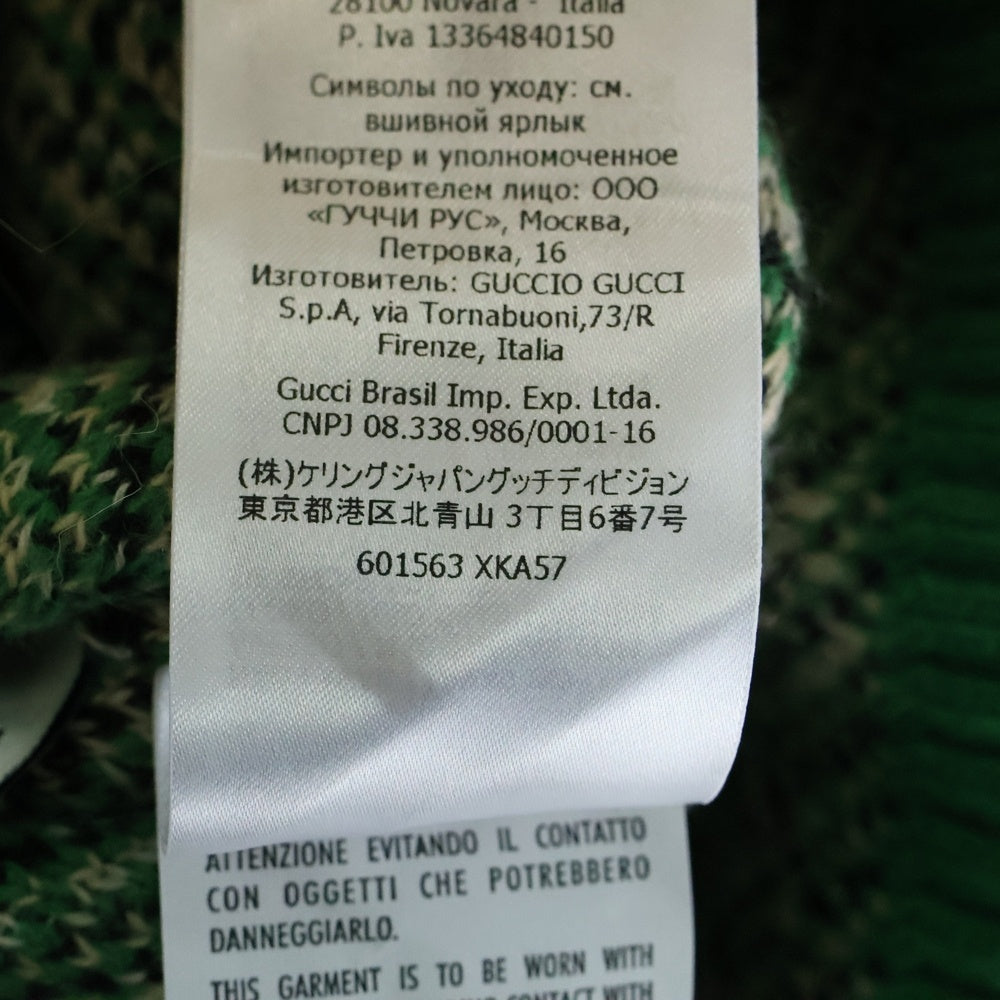 28100 Novara - Italia
P. Iva 13364840150
Символы по уходу: см.
вшивной ярлык
Импортер и уполномоченное
изготовителем лицо: ООО
«ГУЧЧИ РУС», Москва,
Петровка, 16
Изготовитель: GUCCIO GUCCI
S.p.A, via Tornabuoni,73/R
Firenze, Italia
Gucci Brasil Imp. Exp. Ltda.
CNPJ 08.338.986/0001-16
(株)ケリングジャパングッチディビジョン
東京都港区北青山 3丁目6番7号
601563 XKA57
ATTENZIONE EVITANDO IL CONTATTO
CON OGGETTI CHE POTREBBERO
DANNEGGIARLO.
THIS GARMENT IS TO BE WORN WITH
CONTACT WITH